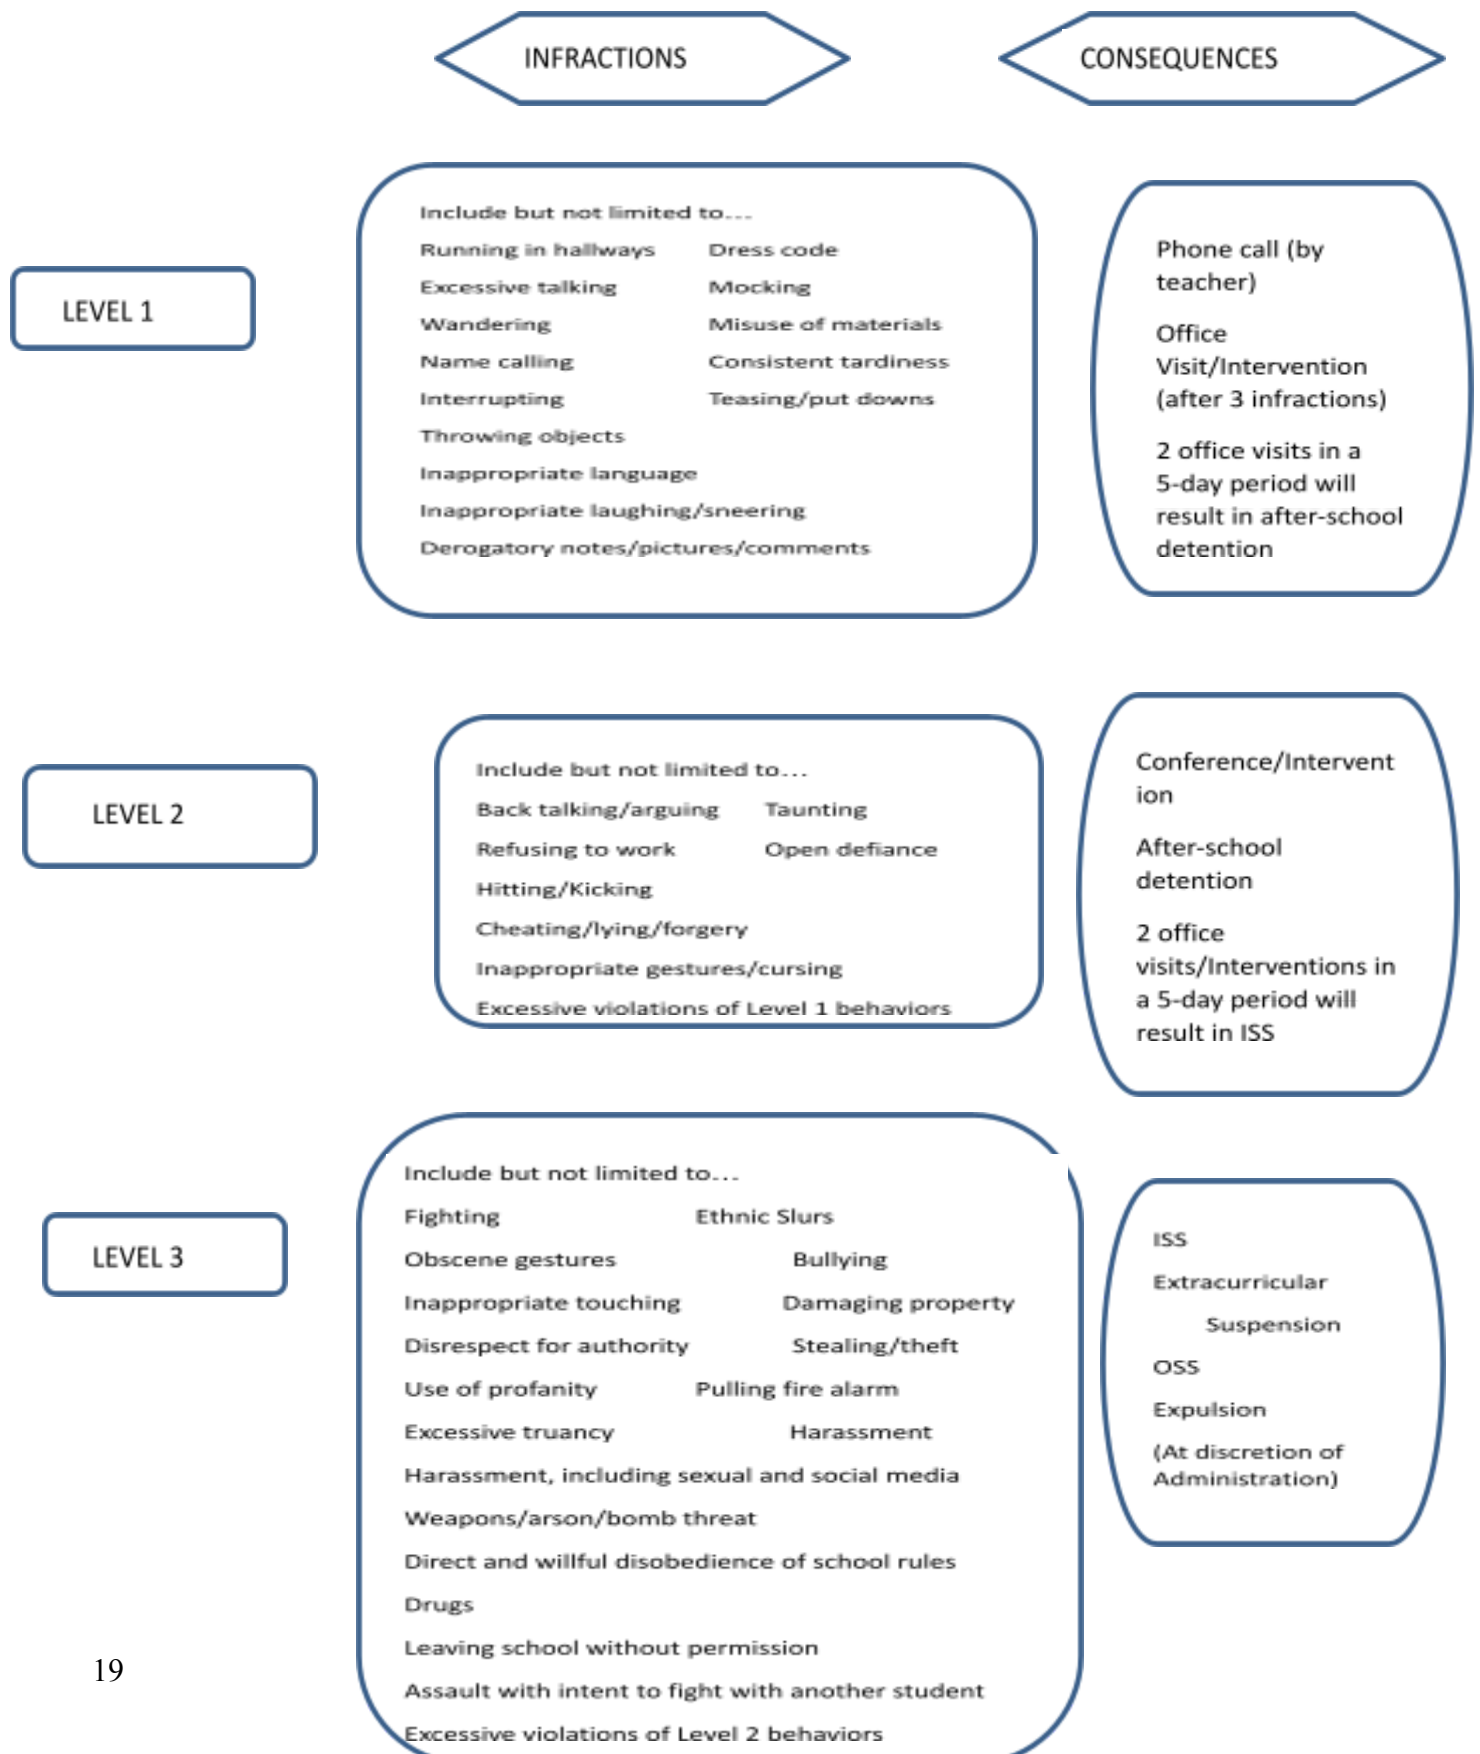 INFRACTIONS CONSEQUENCES
LEVEL 1
Include but not limited to...
Running in hallways Dress code
Excessive talking Mocking
Wandering Misuse of materials
Name calling Consistent tardiness
Interrupting Teasing/put downs
Throwing objects
Inappropriate language
Inappropriate laughing/sneering
Derogatory notes/pictures/comments
Phone call (by
teacher)
Office
Visit/Intervention
(after 3 infractions)
2 office visits in a
5-day period will
result in after-school
detention
LEVEL 2
Include but not limited to...
Back talking/arguing Taunting
Refusing to work Open defiance
Hitting/Kicking
Cheating/lying/forgery
Inappropriate gestures/cursing
Excessive violations of Level 1 behaviors
Conference/Intervent
ion
After-school
detention
2 office
visits/Interventions in
a 5-day period will
result in ISS
LEVEL 3
Include but not limited to...
Fighting Ethnic Slurs
Obscene gestures Bullying
Inappropriate touching Damaging property
Disrespect for authority Stealing/theft
Use of profanity Pulling fire alarm
Excessive truancy Harassment
Harassment, including sexual and social media
Weapons/arson/bomb threat
Direct and willful disobedience of school rules
Drugs
Leaving school without permission
Assault with intent to fight with another student
Excessive violations of Level 2 behaviors
ISS
Extracurricular
Suspension
OSS
Expulsion
(At discretion of
Administration)
19